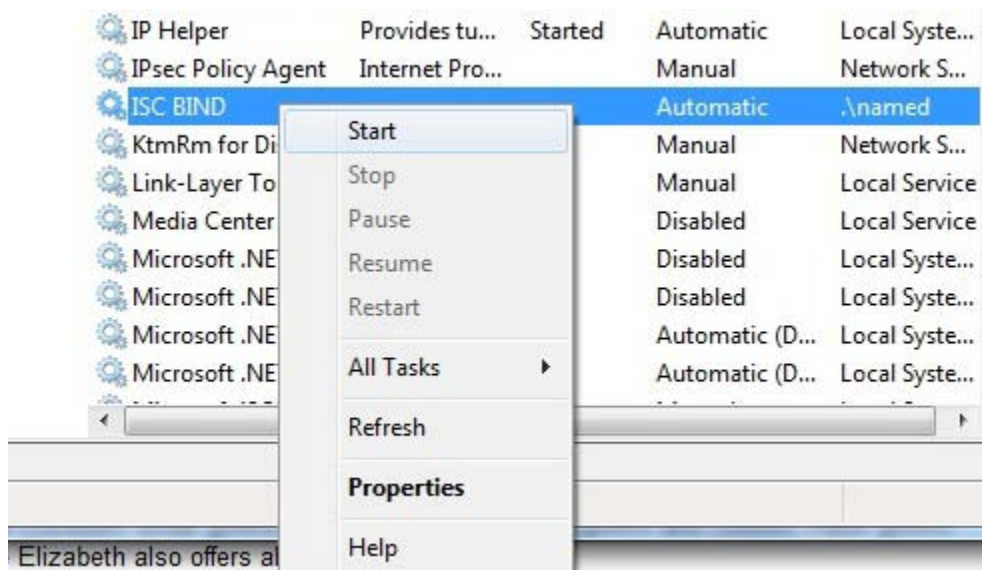 IP Helper Provides tu... Started Automatic Local Syste...
IPsec Policy Agent Internet Pro... Manual Network S...
ISC BIND Automatic .\named
KtmRm for Di Manual Network S...
Link-Layer To Manual Local Service
Media Center Disabled Local Service
Microsoft .NE Disabled Local Syste...
Microsoft .NE Disabled Local Syste...
Microsoft .NE Automatic (D... Local Syste...
Microsoft .NE Automatic (D... Local Syste...
Start
Stop
Pause
Resume
Restart
All Tasks
Refresh
Properties
Help
Elizabeth also offers al